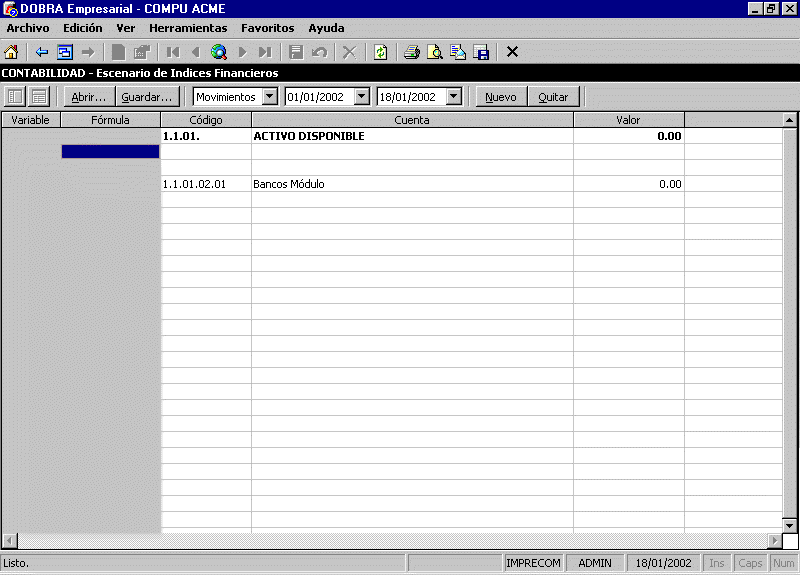 DOBRA Empresarial - COMPU ACME
Archivo Edición Ver Herramientas Favoritos Ayuda
CONTABILIDAD - Escenario de Indices Financieros
Abrir... Guardar... Movimientos 01/01/2002 18/01/2002 Nuevo Quitar
Variable Fórmula Código Cuenta Valor
1.1.01. ACTIVO DISPONIBLE 0.00
1.1.01.02.01 Bancos Módulo 0.00
Listo. IMPRECOM ADMIN 18/01/2002 Ins Caps Num